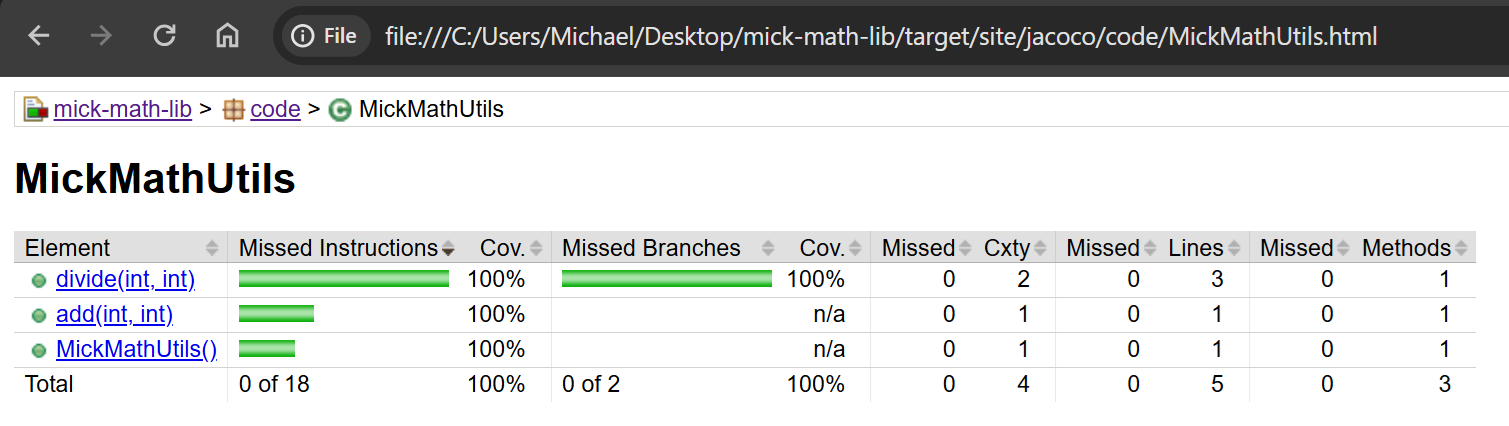 File file:///C:/Users/Michael/Desktop/mick-math-lib/target/site/jacoco/code/MickMathUtils.html
mick-math-lib > code > C MickMathUtils
MickMathUtils
Element Missed Instructions Cov. Missed Branches Cov. Missed Cxty Missed Lines Missed Methods
divide(int, int) 100% 100% 0 2 0 3 0 1
add(int, int) 100% n/a 0 1 0 1 0 1
MickMathUtils() 100% n/a 0 1 0 1 0 1
Total 0 of 18 100% 0 of 2 100% 0 4 0 5 0 3